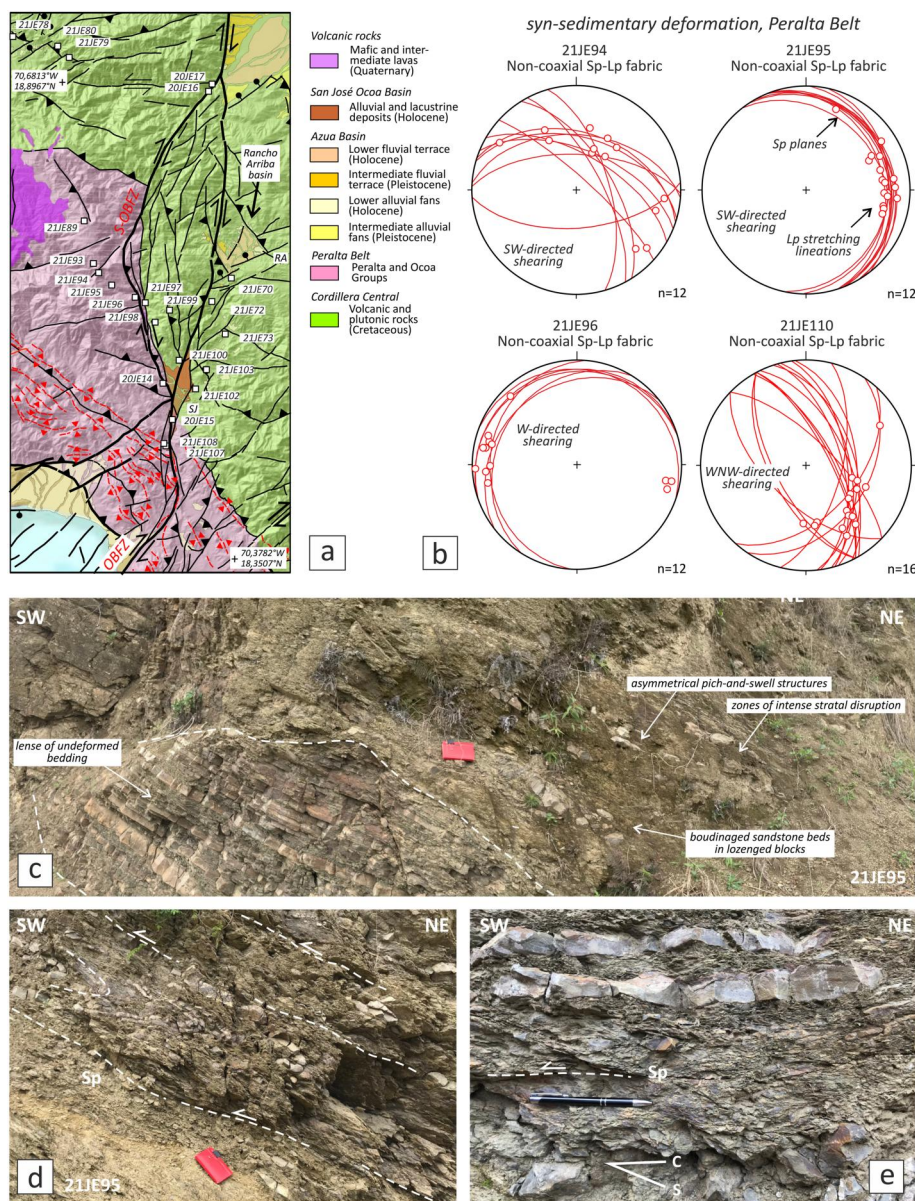 21JE78
21JE80
21JE79
70,6813°W
18,8967°N
20JE17
20JE16
Rancho
Arriba
basin
S-OBFZ
21JE89
RA
21JE93
21JE94
21JE95
21JE96
21JE97
21JE98
21JE99
21JE70
21JE72
21JE73
21JE100
21JE103
20JE14
21JE102
SJ
20JE15
21JE108
21JE107
OBFZ
70,3782°W
18,3507°N
a
Volcanic rocks
Mafic and inter-
mediate lavas
(Quaternary)
San José Ocoa Basin
Alluvial and lacustrine
deposits (Holocene)
Azua Basin
Lower fluvial terrace
(Holocene)
Intermediate fluvial
terrace (Pleistocene)
Lower alluvial fans
(Holocene)
Intermediate alluvial
fans (Pleistocene)
Peralta Belt
Peralta and Ocoa
Groups
Cordillera Central
Volcanic and
plutonic rocks
(Cretaceous)
b
syn-sedimentary deformation, Peralta Belt
21JE94
Non-coaxial Sp-Lp fabric
SW-directed
shearing
n=12
21JE95
Non-coaxial Sp-Lp fabric
Sp planes
SW-directed
shearing
Lp stretching
lineations
n=12
21JE96
Non-coaxial Sp-Lp fabric
W-directed
shearing
n=12
21JE110
Non-coaxial Sp-Lp fabric
WNW-directed
shearing
n=16
SW
NE
NE
asymmetrical pich-and-swell structures
zones of intense stratal disruption
lense of undeformed
bedding
boudinaged sandstone beds
in lozenged blocks
c
21JE95
SW
NE
Sp
d
21JE95
SW
NE
Sp
C
S
e